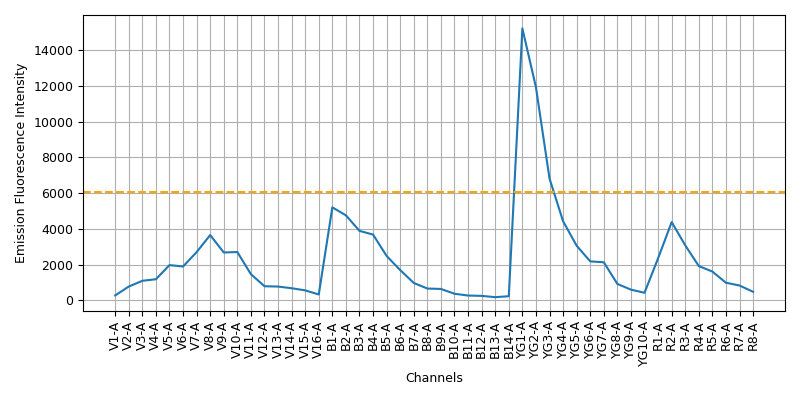 14000
12000
10000
8000
6000
4000
2000
0
Emission Fluorescence Intensity
V1-A
V2-A
V3-A
V4-A
V5-A
V6-A
V7-A
V8-A
V9-A
V10-A
V11-A
V12-A
V13-A
V14-A
V15-A
V16-A
B1-A
B2-A
B3-A
B4-A
B5-A
B6-A
B7-A
B8-A
B9-A
B10-A
B11-A
B12-A
B13-A
B14-A
YG1-A
YG2-A
YG3-A
YG4-A
YG5-A
YG6-A
YG7-A
YG8-A
YG9-A
YG10-A
R1-A
R2-A
R3-A
R4-A
R5-A
R6-A
R7-A
R8-A
Channels